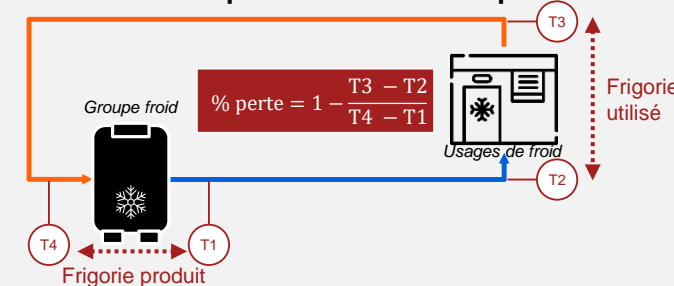 T3
Groupe froid
% perte = 1 − (T3 − T2)/(T4 − T1)
Frigorie
utilisé
Usages de froid
T2
T4
T1
Frigorie produit